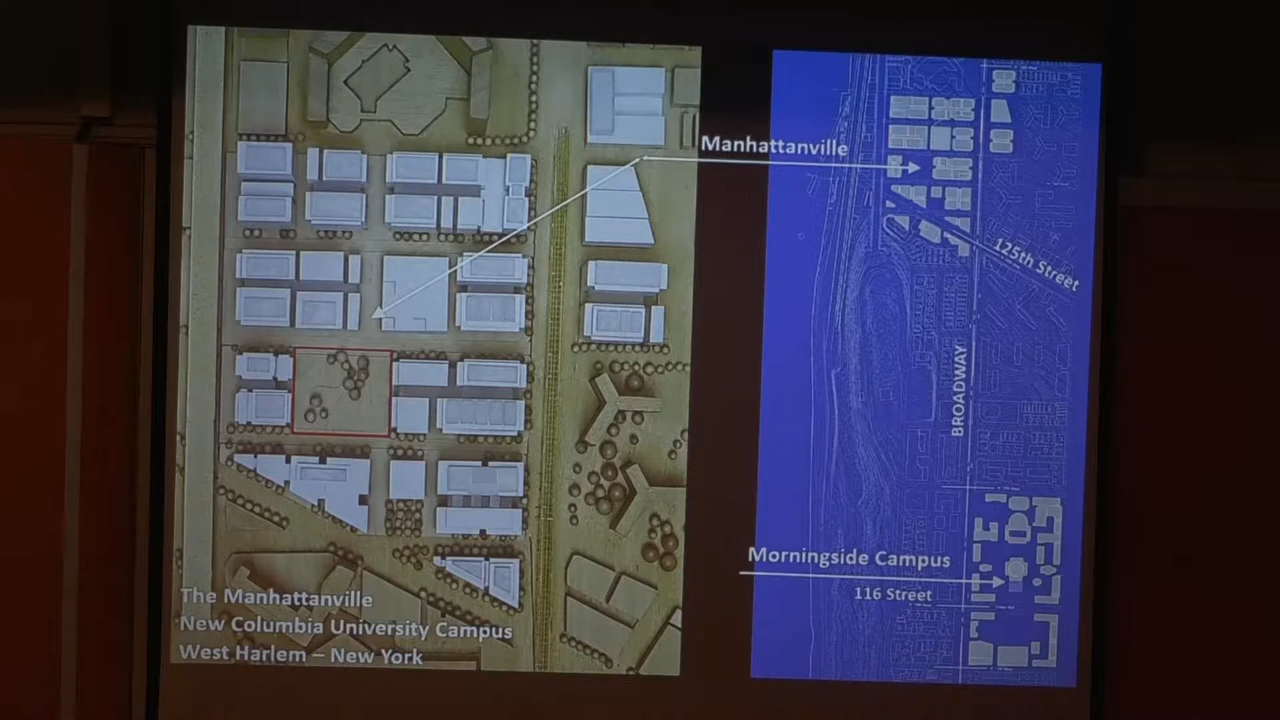 Manhattanville
125th Street
BROADWAY
Morningside Campus
116 Street
The Manhattanville
New Columbia University Campus
West Harlem – New York